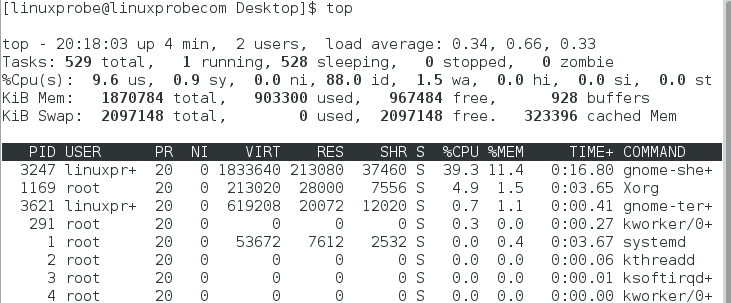 [linuxprobe@linuxprobecom Desktop]$ top
top - 20:18:03 up 4 min,  2 users,  load average: 0.34, 0.66, 0.33
Tasks: 529 total,   1 running, 528 sleeping,   0 stopped,   0 zombie
%Cpu(s):  9.6 us,  0.9 sy,  0.0 ni, 88.0 id,  1.5 wa,  0.0 hi,  0.0 si,  0.0 st
KiB Mem:   1870784 total,   903300 used,   967484 free,      928 buffers
KiB Swap:  2097148 total,        0 used,  2097148 free.   323396 cached Mem
PID USER      PR  NI    VIRT    RES    SHR S  %CPU %MEM     TIME+ COMMAND
3247 linuxpr+  20   0 1833640 213080  37460 S  39.3 11.4   0:16.80 gnome-she+
1169 root      20   0  213020  28000   7556 S   4.9  1.5   0:03.65 Xorg
3621 linuxpr+  20   0  619208  20072  12020 S   0.7  1.1   0:00.41 gnome-ter+
291 root      20   0       0      0      0 S   0.3  0.0   0:00.27 kworker/0+
1 root      20   0   53672   7612   2532 S   0.0  0.4   0:03.67 systemd
2 root      20   0       0      0      0 S   0.0  0.0   0:00.06 kthreadd
3 root      20   0       0      0      0 S   0.0  0.0   0:00.01 ksoftirqd+
4 root      20   0       0      0      0 S   0.0  0.0   0:00.00 kworker/0+